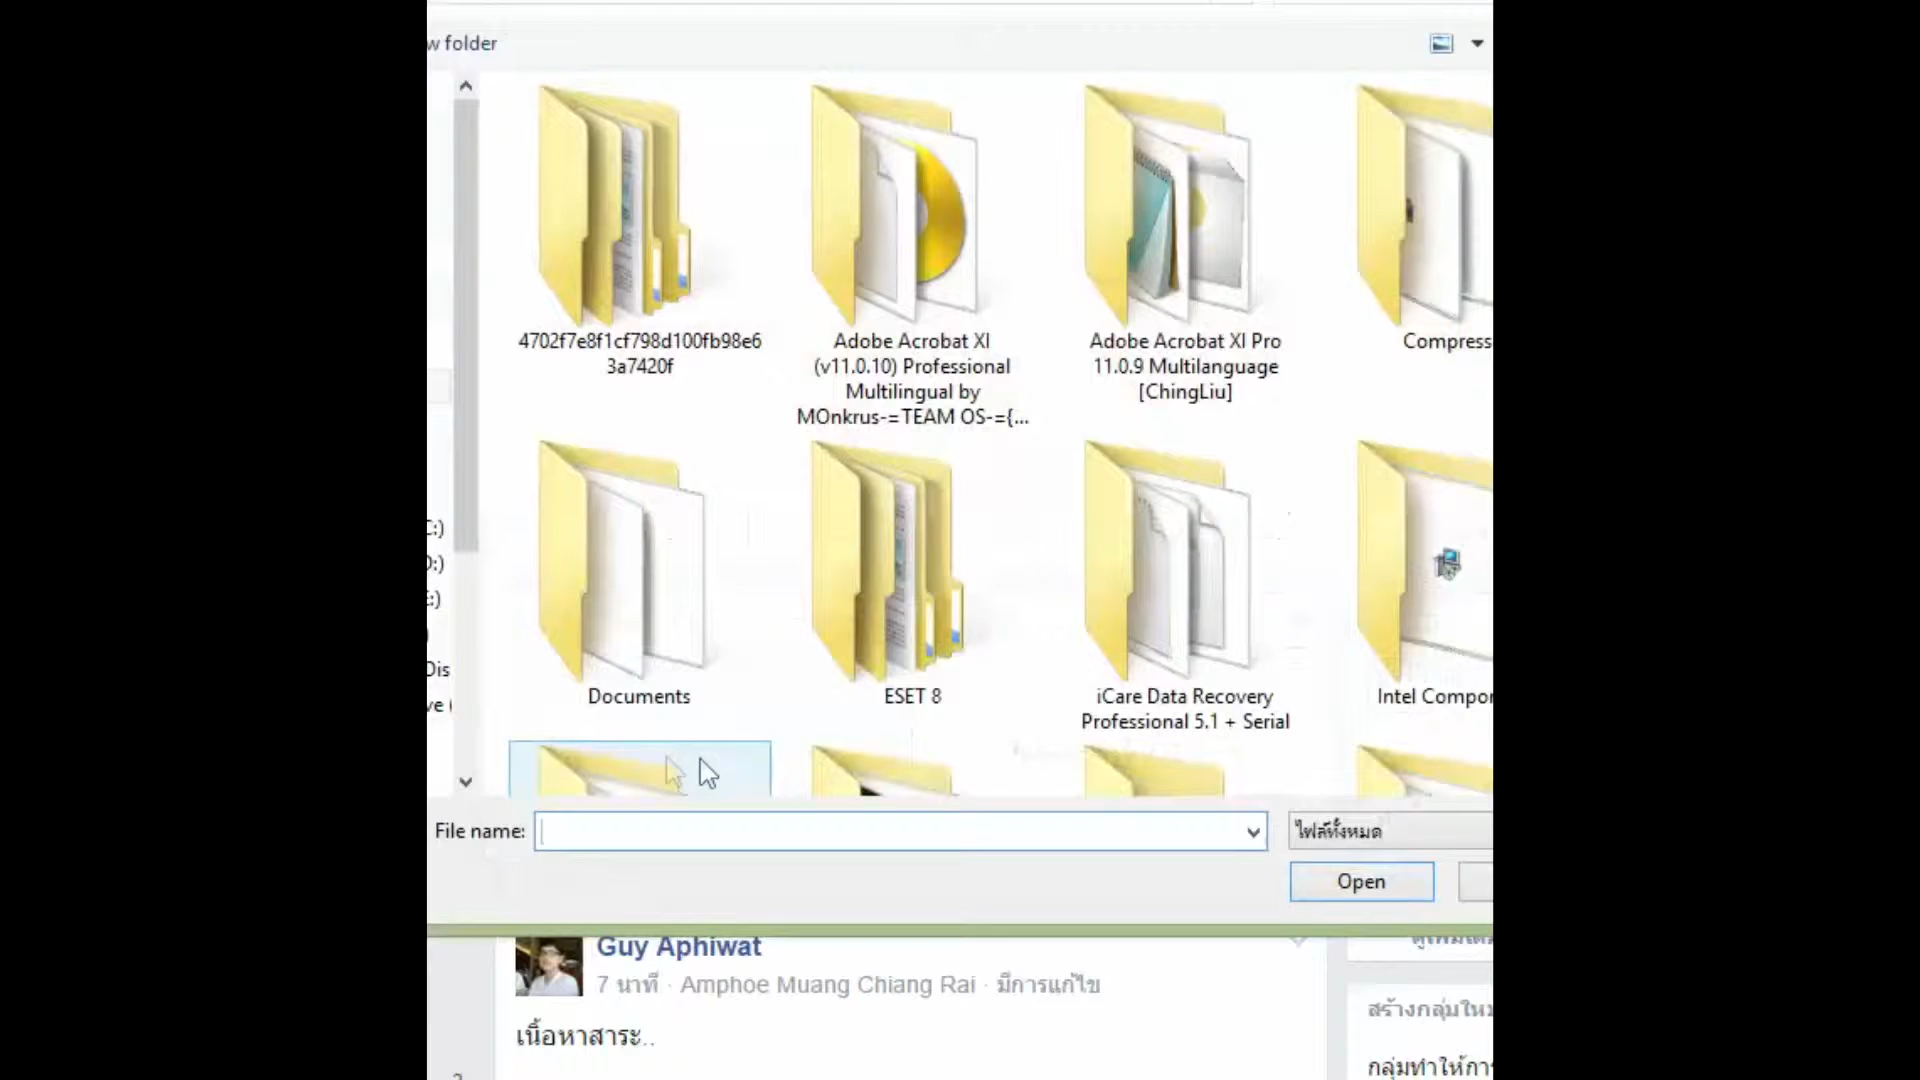 w folder
4702f7e8f1cf798d100fb98e6
3a7420f
Adobe Acrobat XI
(v11.0.10) Professional
Multilingual by
MOnkrus-=TEAM OS-={...
Adobe Acrobat XI Pro
11.0.9 Multilanguage
[ChingLiu]
Compress
C:)
D:)
E:)
)
Dis
ve (
Documents
ESET 8
iCare Data Recovery
Professional 5.1 + Serial
Intel Compor
File name:
ไฟล์ทั้งหมด
Open
Guy Aphiwat
7 นาที · Amphoe Muang Chiang Rai · มีการแก้ไข
เนื้อหาสาระ..
สร้างกลุ่มใหม
กลุ่มทำให้กา